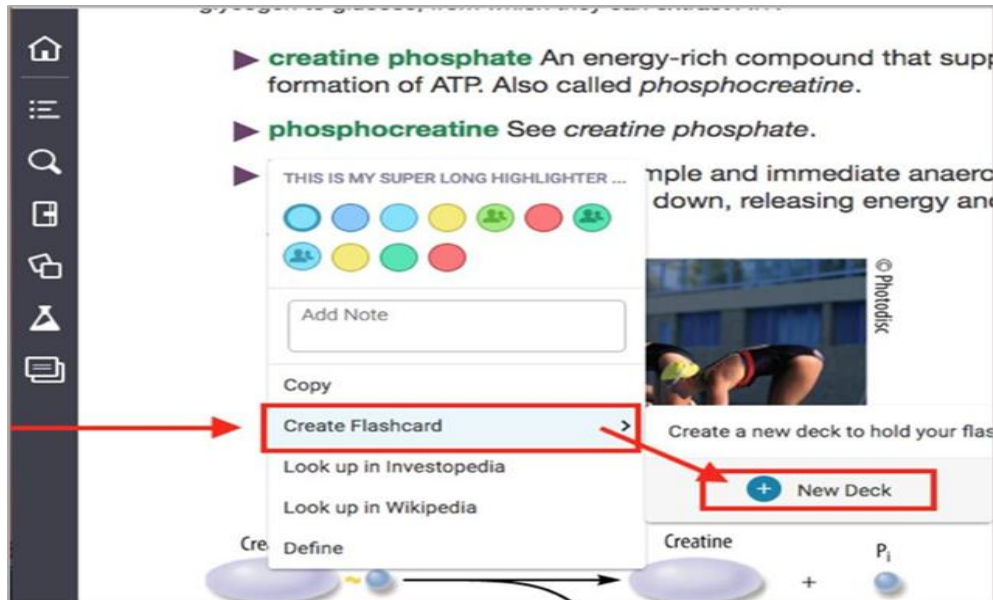 creatine phosphate An energy-rich compound that supp
formation of ATP. Also called phosphocreatine.
phosphocreatine See creatine phosphate.
mple and immediate anaero
down, releasing energy and
THIS IS MY SUPER LONG HIGHLIGHTER ...
© Photodisc
Add Note
Copy
Create Flashcard
Create a new deck to hold your flas
New Deck
Look up in Investopedia
Look up in Wikipedia
Define
Cre
Creatine
Pi
+